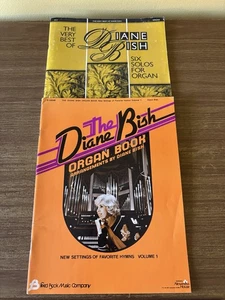 THE
VERY
BEST OF
DIANE
BISH
SIX
SOLOS
FOR
ORGAN
The
Diane Bish
ORGAN BOOK
ARRANGEMENTS BY DIANE BISH
NEW SETTINGS OF FAVORITE HYMNS VOLUME 1
Fred Bock Music Company